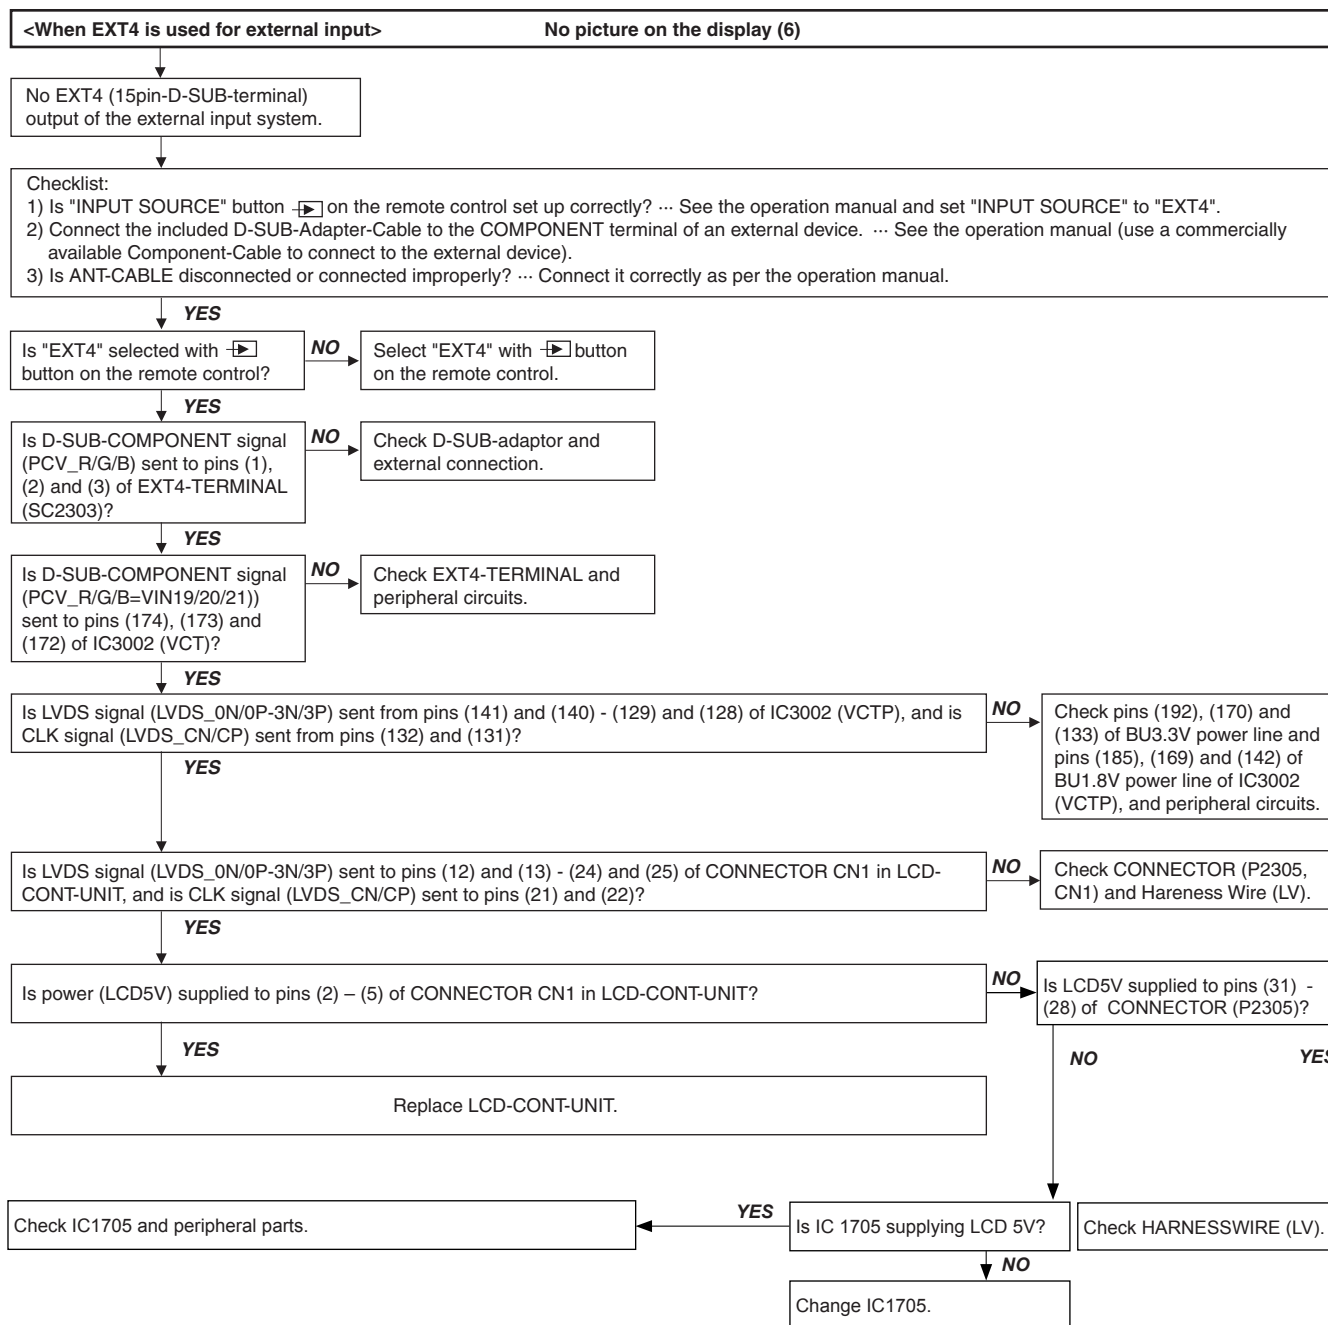 <When EXT4 is used for external input> No picture on the display (6)
No EXT4 (15pin-D-SUB-terminal)
output of the external input system.
Checklist:
1) Is "INPUT SOURCE" button on the remote control set up correctly? ··· See the operation manual and set "INPUT SOURCE" to "EXT4".
2) Connect the included D-SUB-Adapter-Cable to the COMPONENT terminal of an external device. ··· See the operation manual (use a commercially
available Component-Cable to connect to the external device).
3) Is ANT-CABLE disconnected or connected improperly? ··· Connect it correctly as per the operation manual.
YES
Is "EXT4" selected with
button on the remote control?
NO
Select "EXT4" with button
on the remote control.
YES
Is D-SUB-COMPONENT signal
(PCV_R/G/B) sent to pins (1),
(2) and (3) of EXT4-TERMINAL
(SC2303)?
NO
Check D-SUB-adaptor and
external connection.
YES
Is D-SUB-COMPONENT signal
(PCV_R/G/B=VIN19/20/21))
sent to pins (174), (173) and
(172) of IC3002 (VCT)?
NO
Check EXT4-TERMINAL and
peripheral circuits.
YES
Is LVDS signal (LVDS_0N/0P-3N/3P) sent from pins (141) and (140) - (129) and (128) of IC3002 (VCTP), and is
CLK signal (LVDS_CN/CP) sent from pins (132) and (131)?
NO
Check pins (192), (170) and
(133) of BU3.3V power line and
pins (185), (169) and (142) of
BU1.8V power line of IC3002
(VCTP), and peripheral circuits.
YES
Is LVDS signal (LVDS_0N/0P-3N/3P) sent to pins (12) and (13) - (24) and (25) of CONNECTOR CN1 in LCD-
CONT-UNIT, and is CLK signal (LVDS_CN/CP) sent to pins (21) and (22)?
NO
Check CONNECTOR (P2305,
CN1) and Hareness Wire (LV).
YES
Is power (LCD5V) supplied to pins (2) – (5) of CONNECTOR CN1 in LCD-CONT-UNIT?
NO
Is LCD5V supplied to pins (31) -
(28) of CONNECTOR (P2305)?
YES
NO
YES
Replace LCD-CONT-UNIT.
Check IC1705 and peripheral parts.
YES
Is IC 1705 supplying LCD 5V?
Check HARNESSWIRE (LV).
NO
Change IC1705.